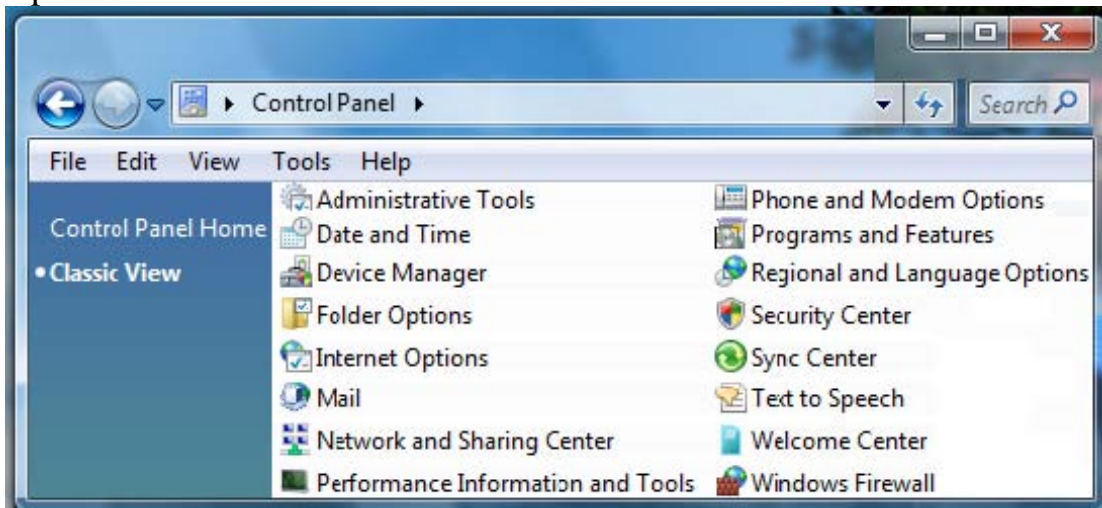 Control Panel
Search
File Edit View Tools Help
Control Panel Home
Classic View
Administrative Tools
Date and Time
Device Manager
Folder Options
Internet Options
Mail
Network and Sharing Center
Performance Information and Tools
Phone and Modem Options
Programs and Features
Regional and Language Options
Security Center
Sync Center
Text to Speech
Welcome Center
Windows Firewall